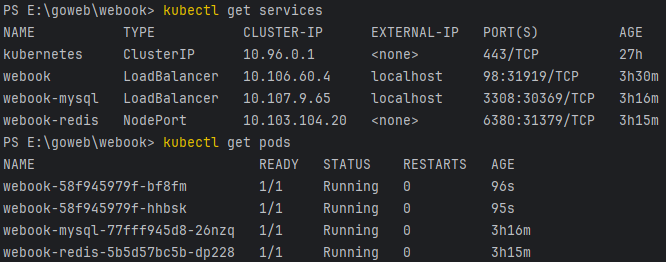 PS E:\goweb\webook> kubectl get services
NAME TYPE CLUSTER-IP EXTERNAL-IP PORT(S) AGE
kubernetes ClusterIP 10.96.0.1 <none> 443/TCP 27h
webook LoadBalancer 10.106.60.4 localhost 98:31919/TCP 3h30m
webook-mysql LoadBalancer 10.107.9.65 localhost 3308:30369/TCP 3h16m
webook-redis NodePort 10.103.104.20 <none> 6380:31379/TCP 3h15m
PS E:\goweb\webook> kubectl get pods
NAME READY STATUS RESTARTS AGE
webook-58f945979f-bf8fm 1/1 Running 0 96s
webook-58f945979f-hhbsk 1/1 Running 0 95s
webook-mysql-77fff945d8-26nzq 1/1 Running 0 3h16m
webook-redis-5b5d57bc5b-dp228 1/1 Running 0 3h15m